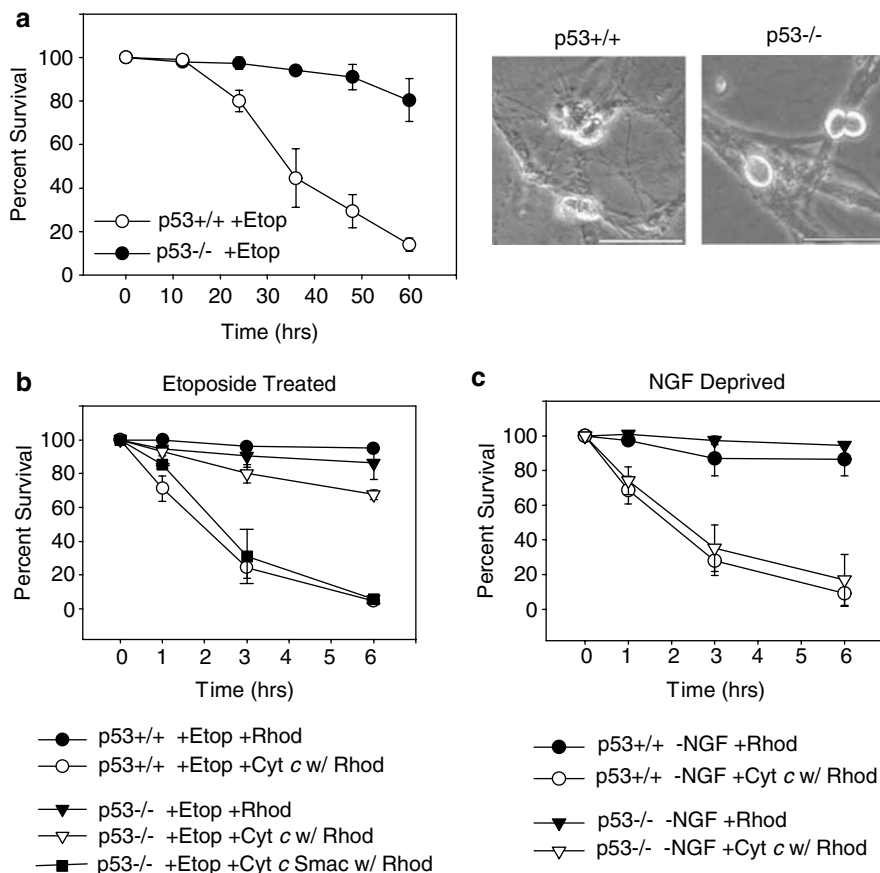 a
p53+/+
p53-/-
Percent Survival
100
80
60
40
20
0
p53+/+ +Etop
p53-/- +Etop
0 10 20 30 40 50 60
Time (hrs)
b
Etoposide Treated
Percent Survival
100
80
60
40
20
0
0 1 2 3 4 5 6
Time (hrs)
p53+/+ +Etop +Rhod
p53+/+ +Etop +Cyt c w/ Rhod
p53-/- +Etop +Rhod
p53-/- +Etop +Cyt c w/ Rhod
p53-/- +Etop +Cyt c Smac w/ Rhod
c
NGF Deprived
Percent Survival
100
80
60
40
20
0
0 1 2 3 4 5 6
Time (hrs)
p53+/+ -NGF +Rhod
p53+/+ -NGF +Cyt c w/ Rhod
p53-/- -NGF +Rhod
p53-/- -NGF +Cyt c w/ Rhod